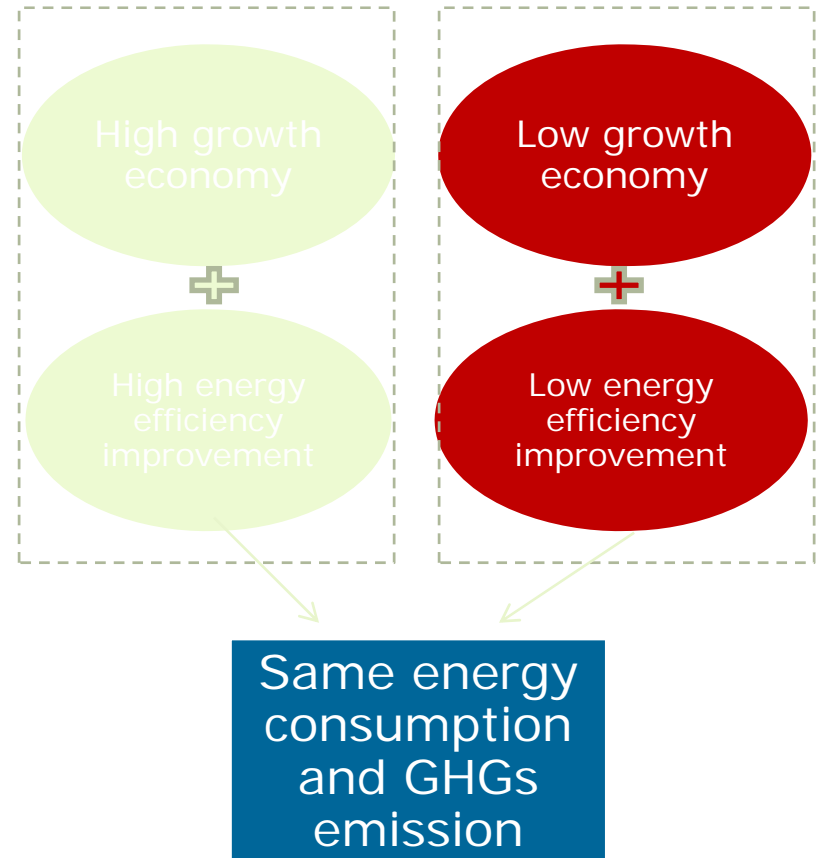 High growth
economy
High energy
efficiency
improvement
Low growth
economy
Low energy
efficiency
improvement
Same energy
consumption
and GHGs
emission